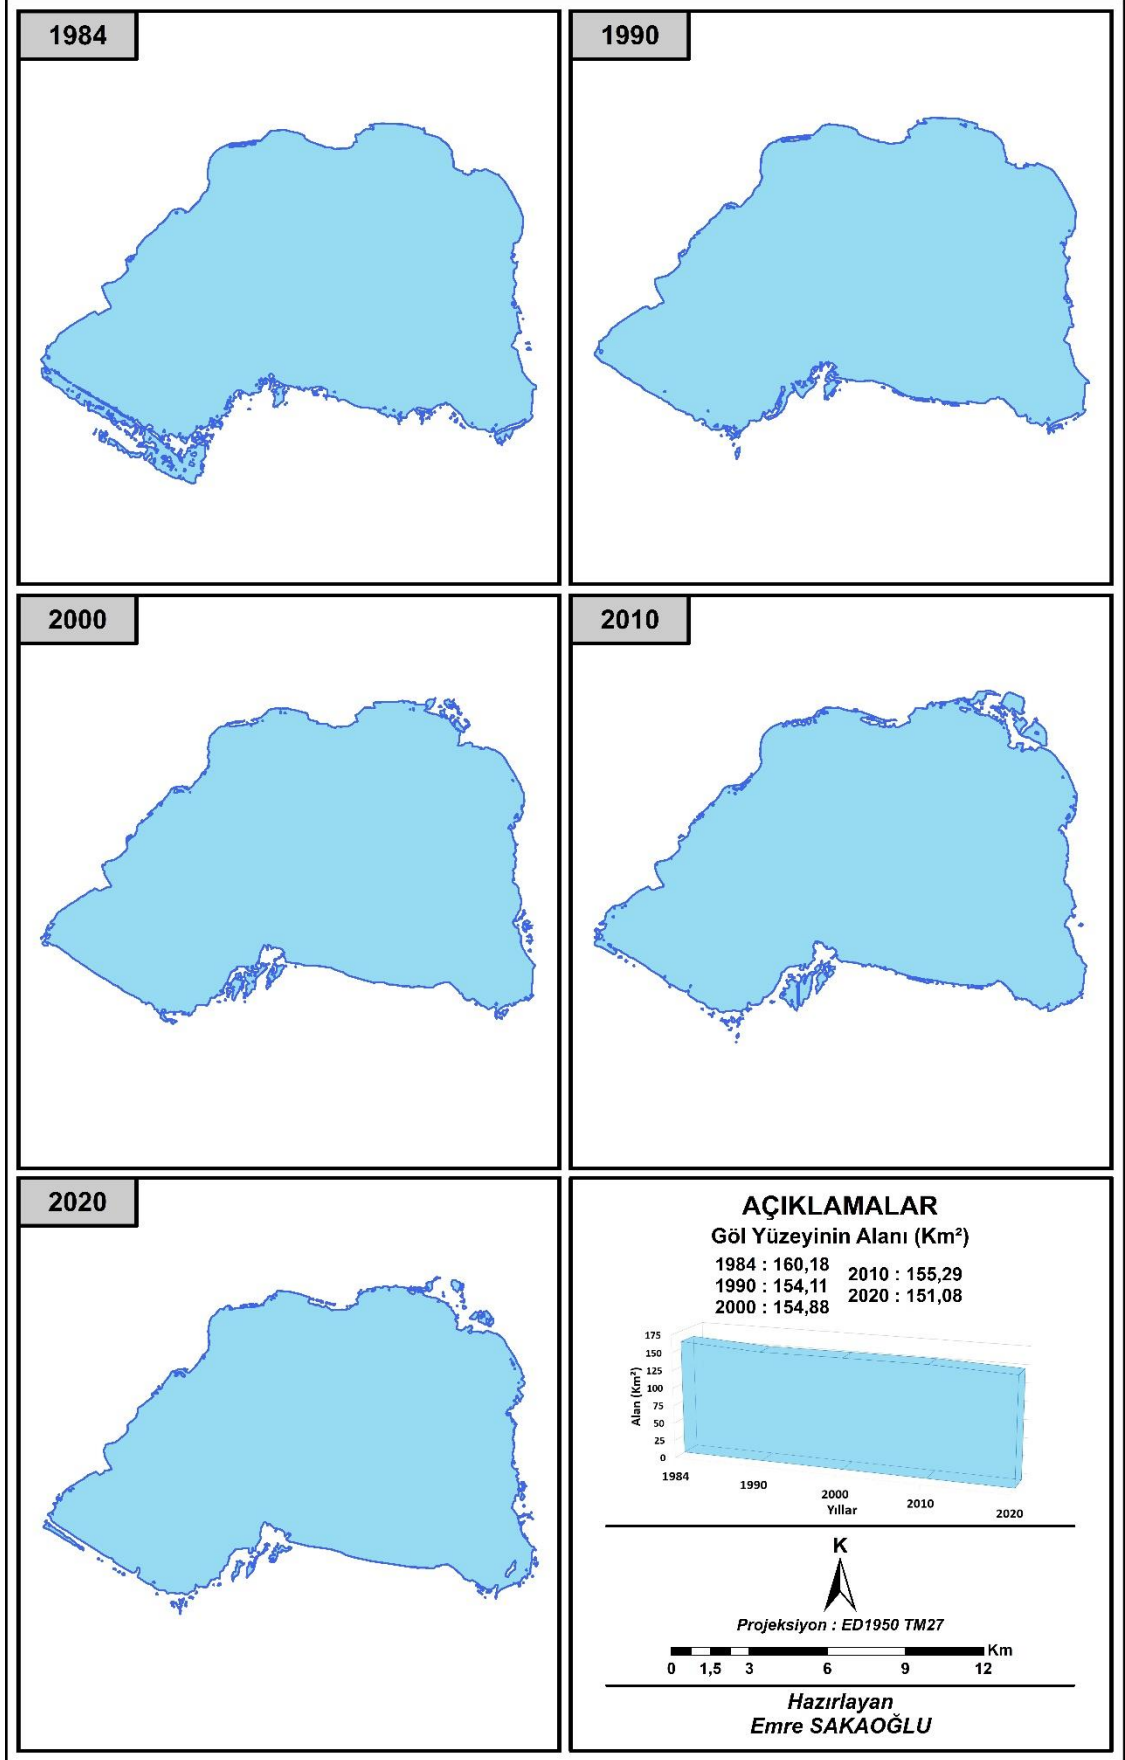 1984
1990
2000
2010
2020
AÇIKLAMALAR
Göl Yüzeyinin Alanı (Km²)
1984 : 160,18
1990 : 154,11
2000 : 154,88
2010 : 155,29
2020 : 151,08
Alan (Km²)
175
150
125
100
75
50
25
0
1984
1990
2000
2010
2020
Yıllar
K
Projeksiyon : ED1950 TM27
Km
0 1,5 3 6 9 12
Hazırlayan
Emre SAKAOĞLU